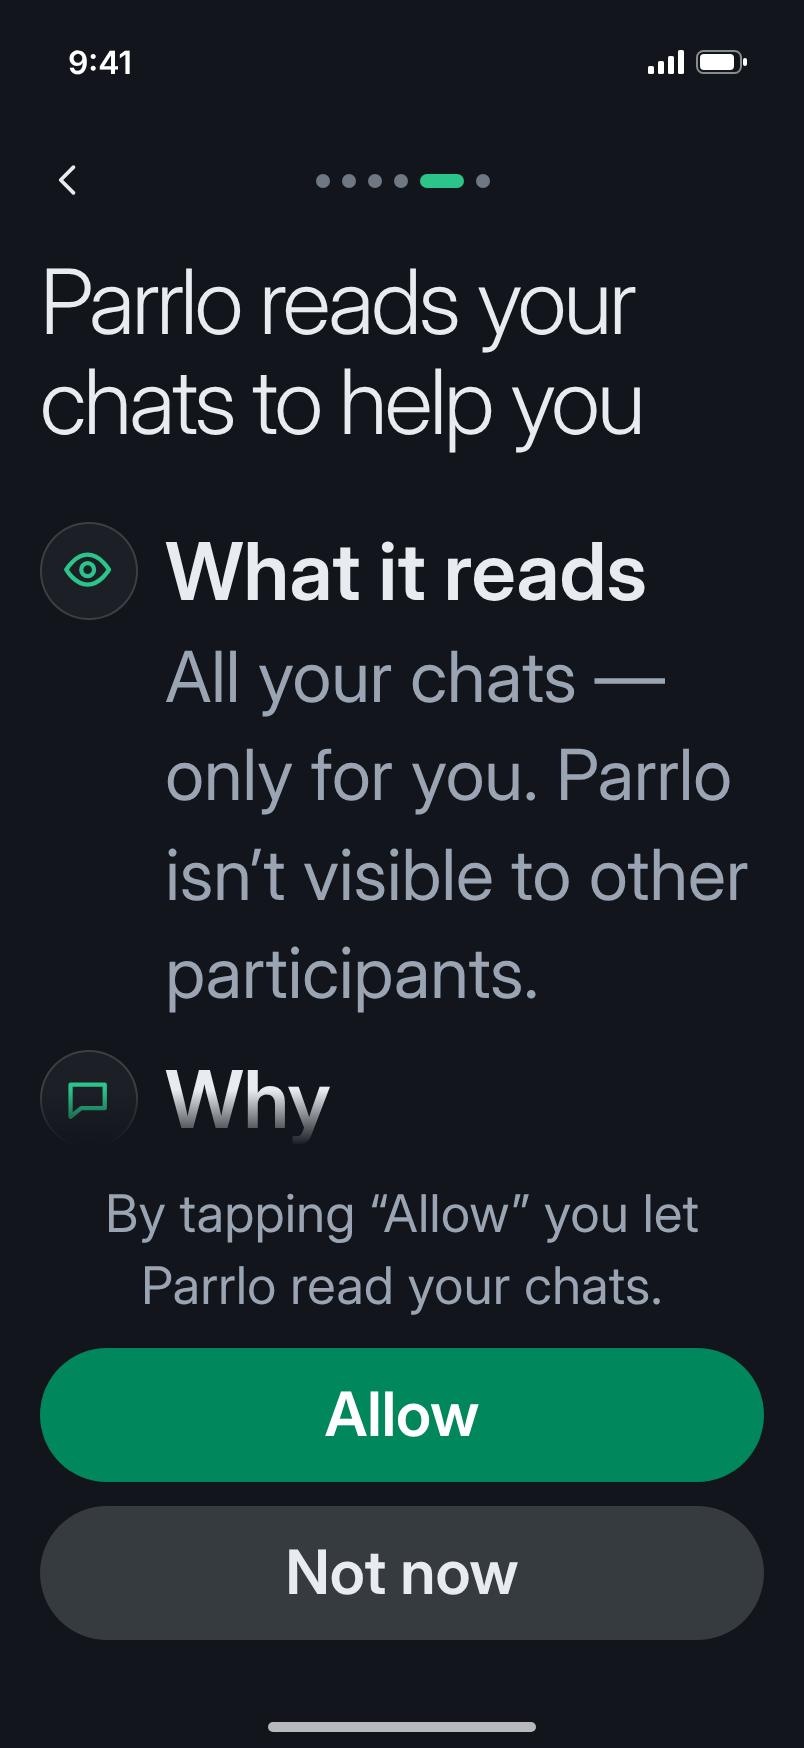 9:41
Parrlo reads your
chats to help you
What it reads
All your chats —
only for you. Parrlo
isn’t visible to other
participants.
Why
By tapping “Allow” you let
Parrlo read your chats.
Allow
Not now